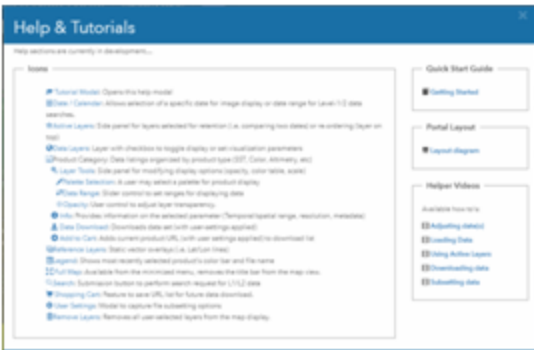 Help & Tutorials
Help sections are currently in development...
Icons
Tutorial Model: Opens this help model
Date / Calendar: Allows selection of a specific date for image display or date range for Level-1/2 data
searches.
Active Layers: Side panel for layers selected for retention (i.e. comparing two dates) or re-ordering (layer on
top)
Data Layers: Layer with checkbox to toggle display or set visualization parameters
Product Category: Data listings organized by product type (SST, Color, Altimetry, etc)
Layer Tools: Side panel for modifying display options (opacity, color table, scale)
Palette Selection: A user may select a palette for product display
Data Range: Slider control to set ranges for displaying data
Opacity: User control to adjust layer transparency.
Info: Provides information on the selected parameter (Temporal/spatial range, resolution, metadata)
Data Download: Downloads data set (with user-settings applied)
Add to Cart: Adds current product URL (with user settings applied) to download list
Reference Layers: Static vector overlays (i.e. Lat/Lon lines)
Legend: Shows most recently selected product's color bar and file name
Full Map: Available from the minimized menu, removes the title bar from the map view.
Search: Submission button to perform search request for L1/L2 data
Shopping Cart: Feature to save URL list for future data download.
User Settings: Modal to capture file subsetting options
Remove Layers: Removes all user-selected layers from the map display.
Quick Start Guide
Getting Started
Portal Layout
Layout diagram
Helper Videos
Available how to's:
Adjusting date(s)
Loading Data
Using Active Layers
Downloading data
Subsetting data